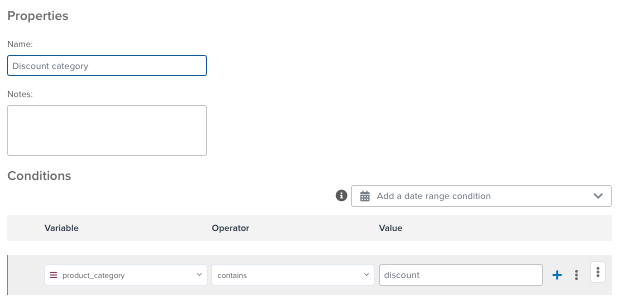 Properties
Name:
Discount category
Notes:
Conditions
Add a date range condition
Variable Operator Value
product_category contains discount